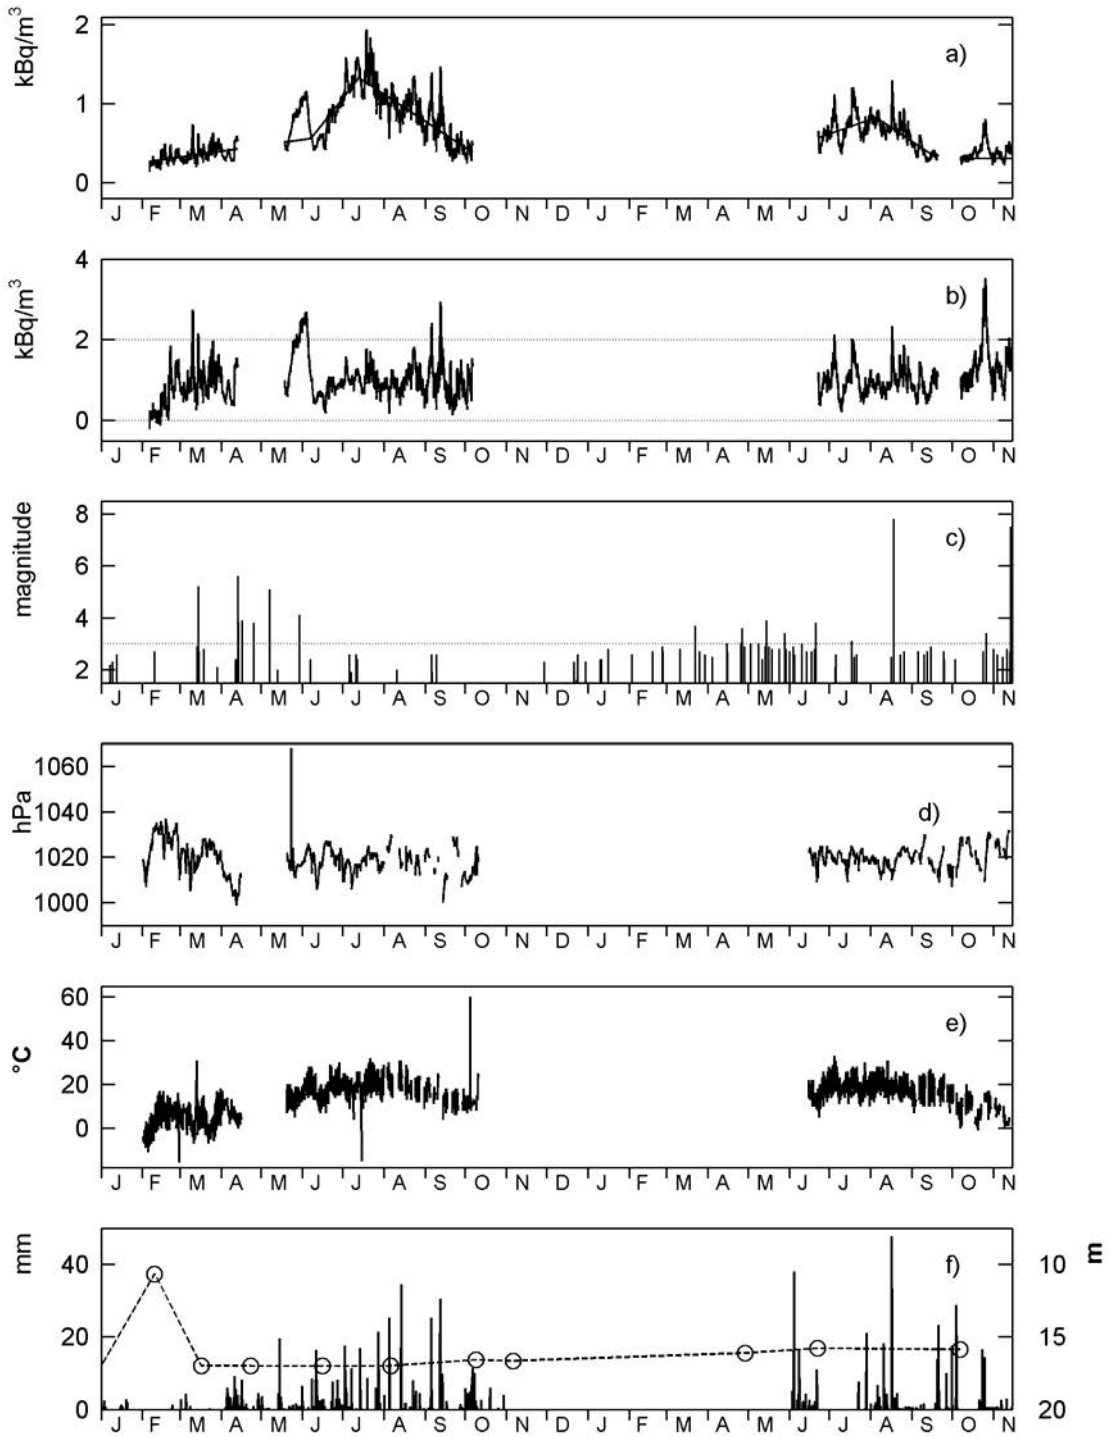 kBq/m³
2
1
0
a)
J F M A M J J A S O N D J F M A M J J A S O N
kBq/m³
4
2
0
b)
J F M A M J J A S O N D J F M A M J J A S O N
magnitude
8
6
4
2
c)
J F M A M J J A S O N D J F M A M J J A S O N
hPa
1060
1040
1020
1000
d)
J F M A M J J A S O N D J F M A M J J A S O N
°C
60
40
20
0
e)
J F M A M J J A S O N D J F M A M J J A S O N
mm
40
20
0
f)
10
15
20
m
J F M A M J J A S O N D J F M A M J J A S O N